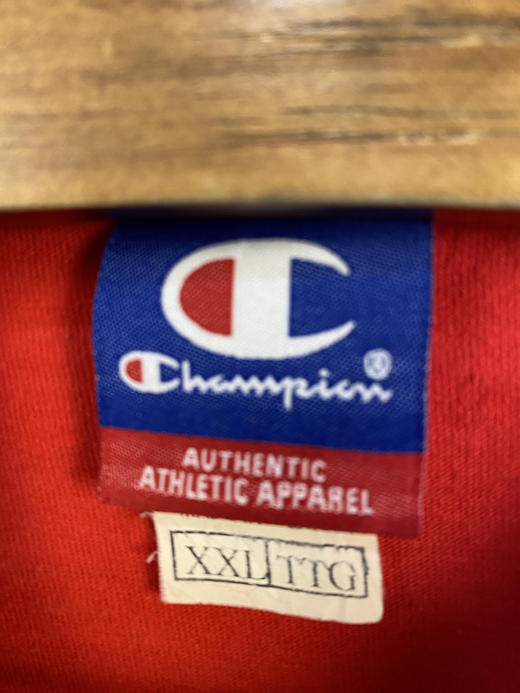 Champion®
AUTHENTIC
ATHLETIC APPAREL
XXL TTG